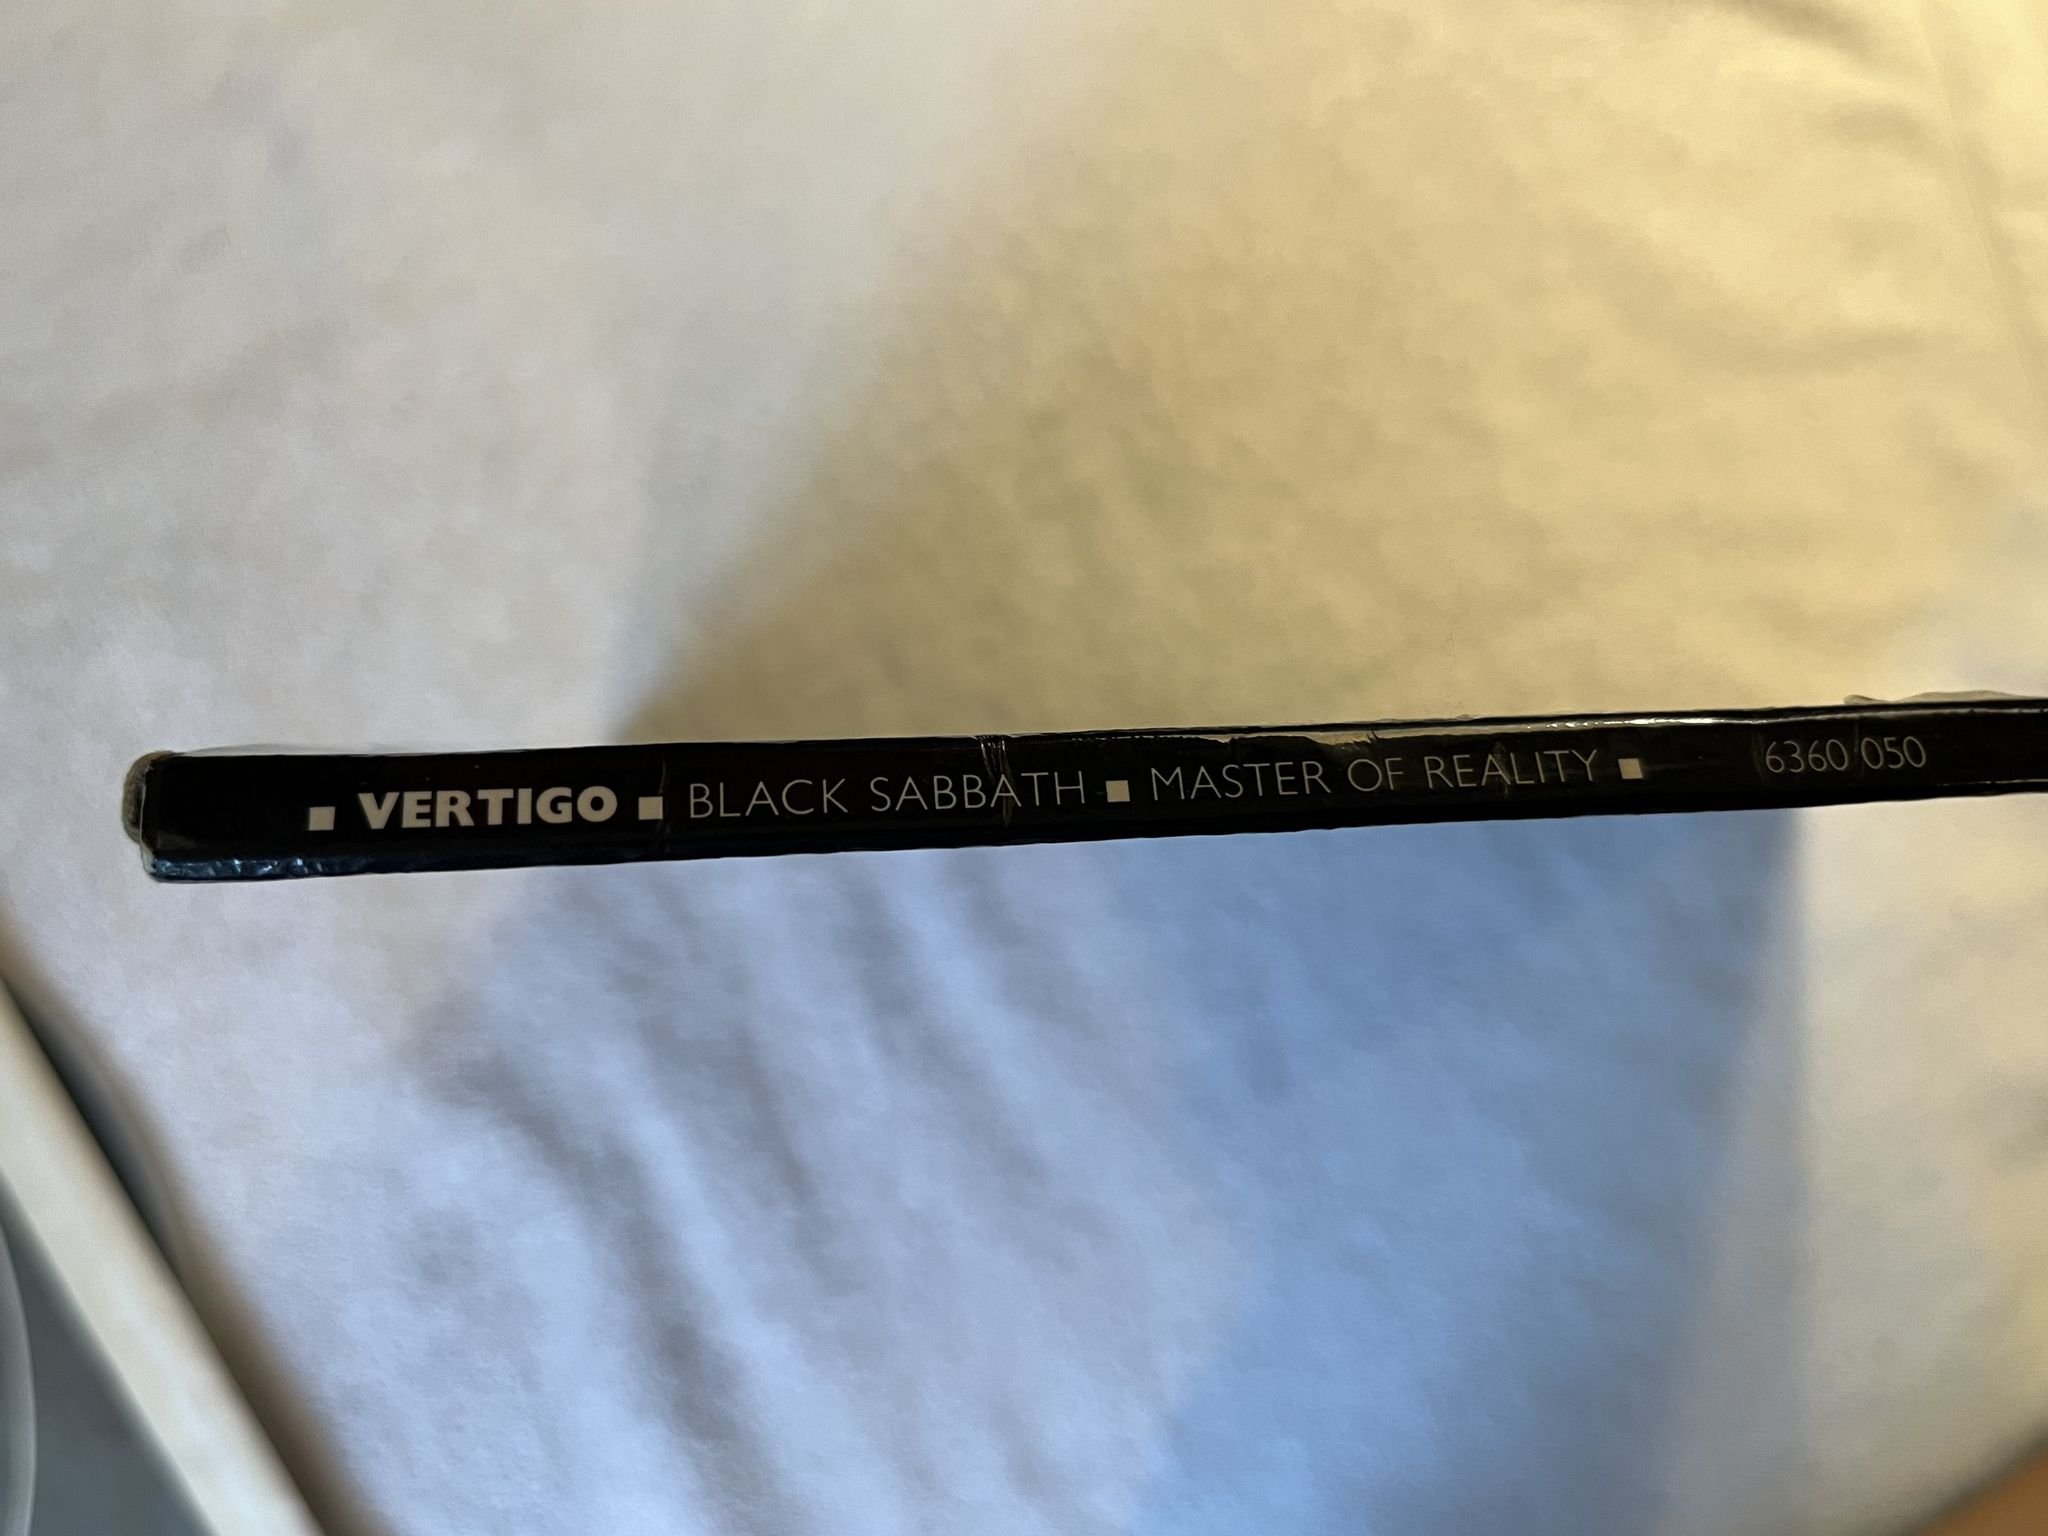 ▪ VERTIGO ▪ BLACK SABBATH ▪ MASTER OF REALITY ▪ 6360 050